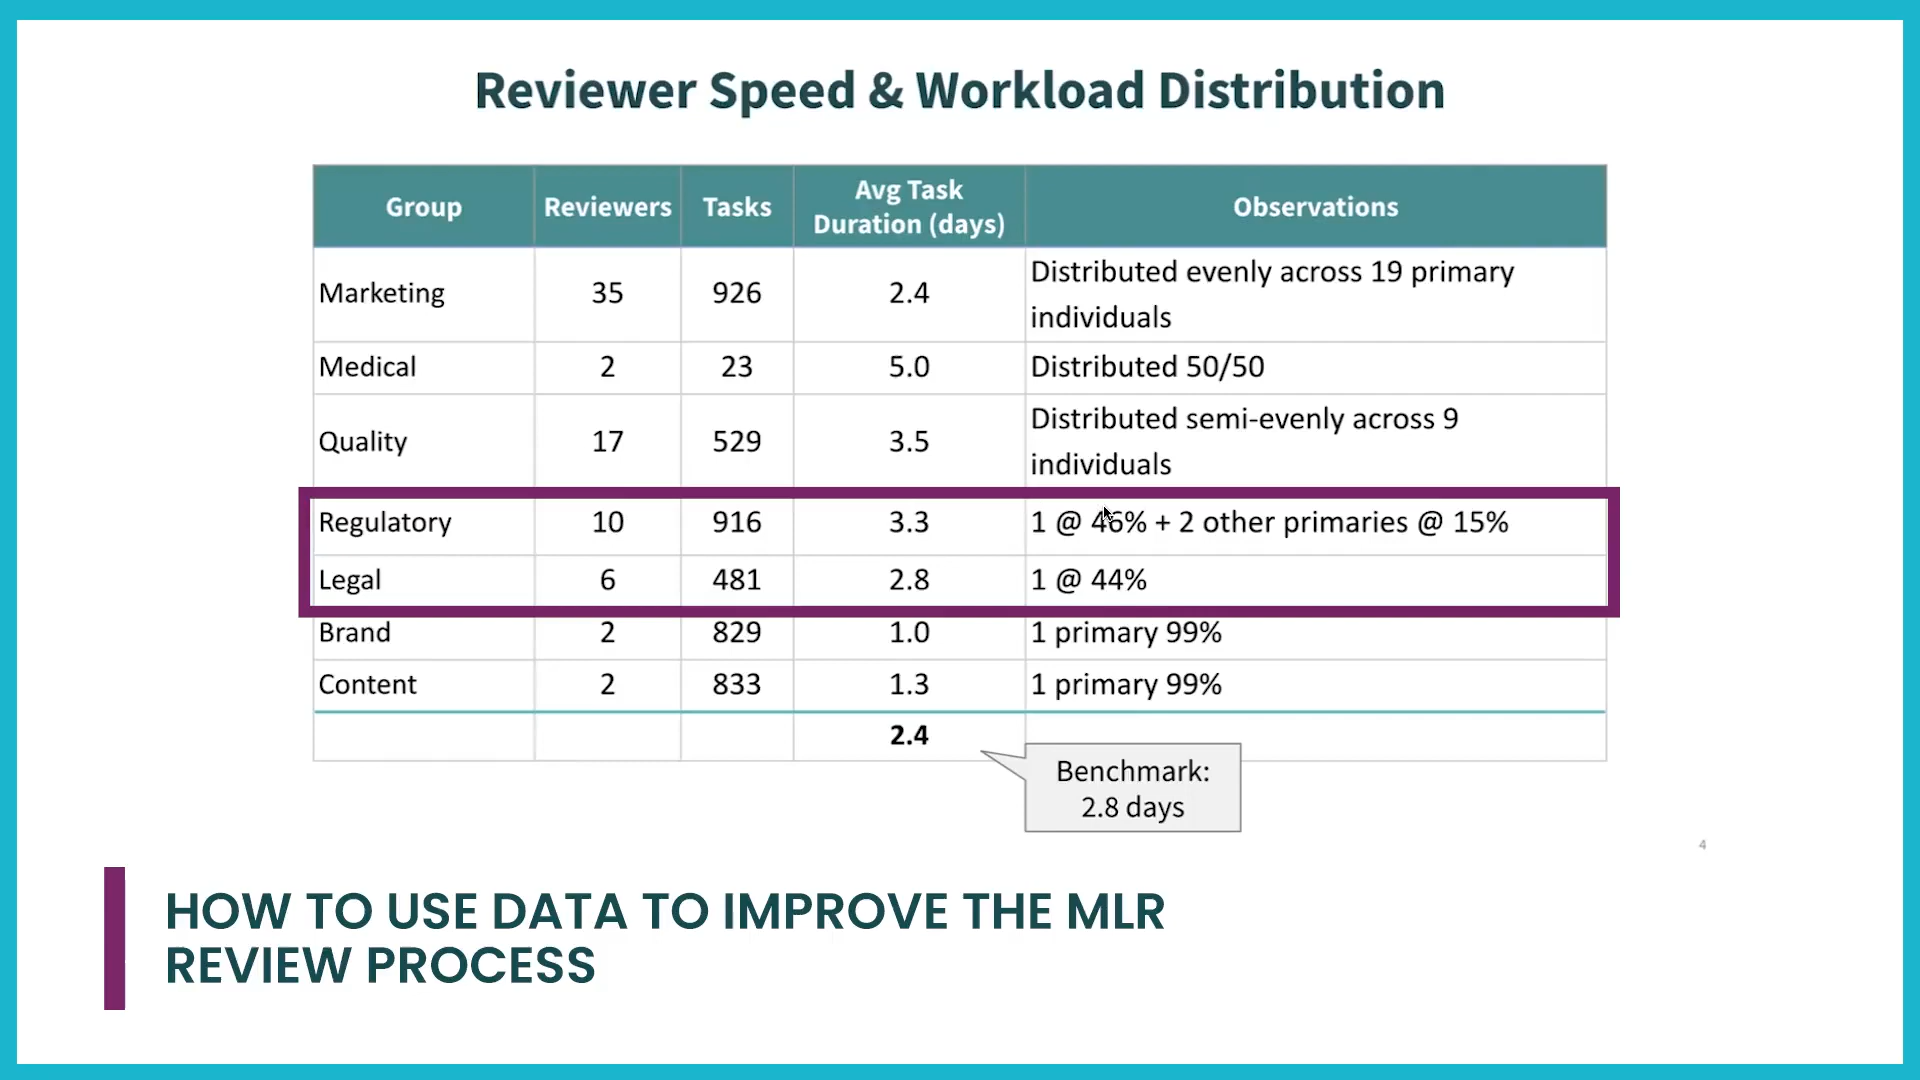 Reviewer Speed & Workload Distribution
Group Reviewers Tasks Avg Task Duration (days) Observations
Marketing 35 926 2.4 Distributed evenly across 19 primary individuals
Medical 2 23 5.0 Distributed 50/50
Quality 17 529 3.5 Distributed semi-evenly across 9 individuals
Regulatory 10 916 3.3 1 @ 46% + 2 other primaries @ 15%
Legal 6 481 2.8 1 @ 44%
Brand 2 829 1.0 1 primary 99%
Content 2 833 1.3 1 primary 99%
2.4
Benchmark:
2.8 days
4
HOW TO USE DATA TO IMPROVE THE MLR
REVIEW PROCESS